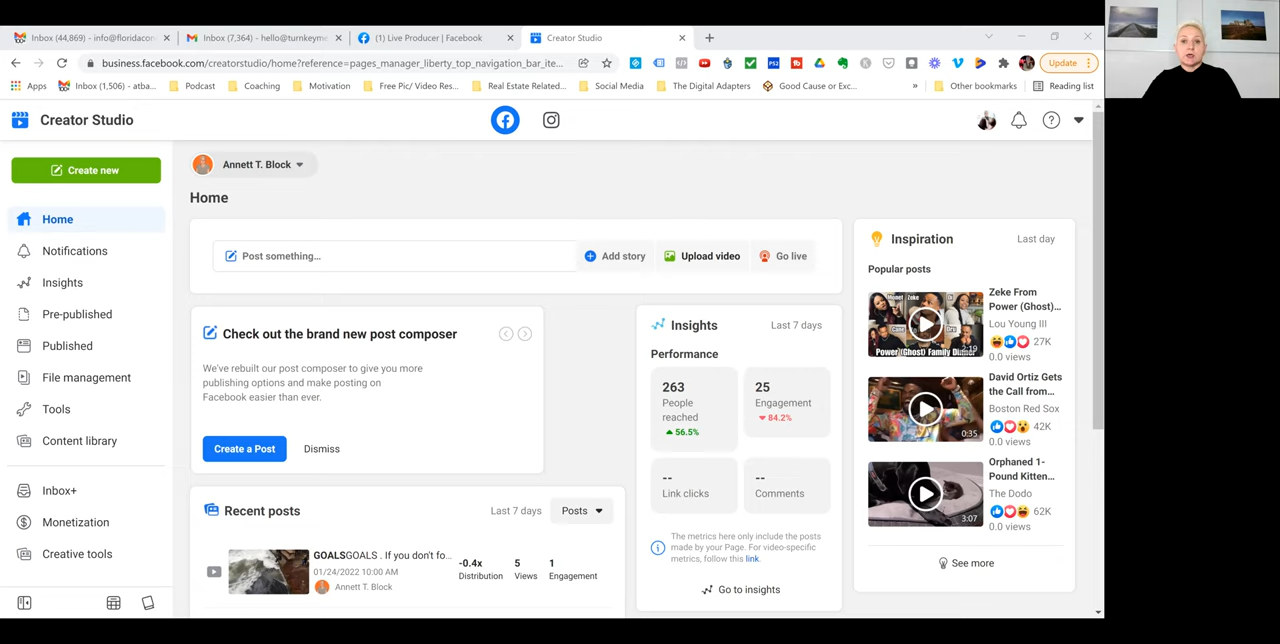 Inbox (44,869) - info@floridacon
Inbox (7,364) - hello@turnkeyme
(1) Live Producer | Facebook
Creator Studio
business.facebook.com/creatorstudio/home?reference=pages_manager_liberty_top_navigation_bar_ite...
Update
Apps
Inbox (1,506) - atba...
Podcast
Coaching
Motivation
Free Pic/ Video Res...
Real Estate Related...
Social Media
The Digital Adapters
Good Cause or Exc...
»
Other bookmarks
Reading list
Creator Studio
Create new
Home
Notifications
Insights
Pre-published
Published
File management
Tools
Content library
Inbox+
Monetization
Creative tools
Annett T. Block
Home
Post something...
Add story
Upload video
Go live
Check out the brand new post composer
We've rebuilt our post composer to give you more
publishing options and make posting on
Facebook easier than ever.
Create a Post
Dismiss
Recent posts
Last 7 days
Posts
GOALSGOALS . If you don't fo...
01/24/2022 10:00 AM
Annett T. Block
-0.4x
Distribution
5
Views
1
Engagement
Insights
Last 7 days
Performance
263
People
reached
56.5%
25
Engagement
84.2%
--
Link clicks
--
Comments
The metrics here only include the posts
made by your Page. For video-specific
metrics, follow this link.
Go to insights
Inspiration
Last day
Popular posts
Power (Ghost) Family Dinner
2:19
Zeke From
Power (Ghost)...
Lou Young III
27K
0.0 views
0:35
David Ortiz Gets
the Call from...
Boston Red Sox
42K
0.0 views
3:07
Orphaned 1-
Pound Kitten...
The Dodo
62K
0.0 views
See more